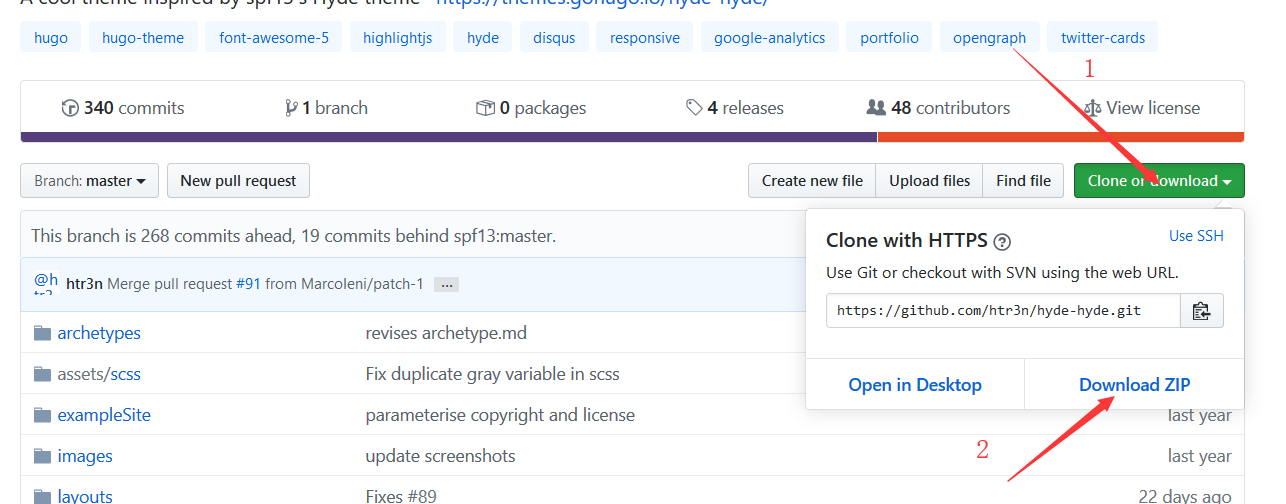 A cool theme inspired by spf13's Hyde theme https://themes.gohugo.io/hyde-hyde/
hugo hugo-theme font-awesome-5 highlightjs hyde disqus responsive google-analytics portfolio opengraph twitter-cards
1
340 commits 1 branch 0 packages 4 releases 48 contributors View license
Branch: master New pull request Create new file Upload files Find file Clone or download
This branch is 268 commits ahead, 19 commits behind spf13:master.
Clone with HTTPS Use SSH
Use Git or checkout with SVN using the web URL.
@h
htr3n Merge pull request #91 from Marcoleni/patch-1 ...
https://github.com/htr3n/hyde-hyde.git
archetypes revises archetype.md
assets/scss Fix duplicate gray variable in scss
Open in Desktop Download ZIP
exampleSite parameterise copyright and license last year
2
images update screenshots last year
layouts Fixes #89 22 days ago